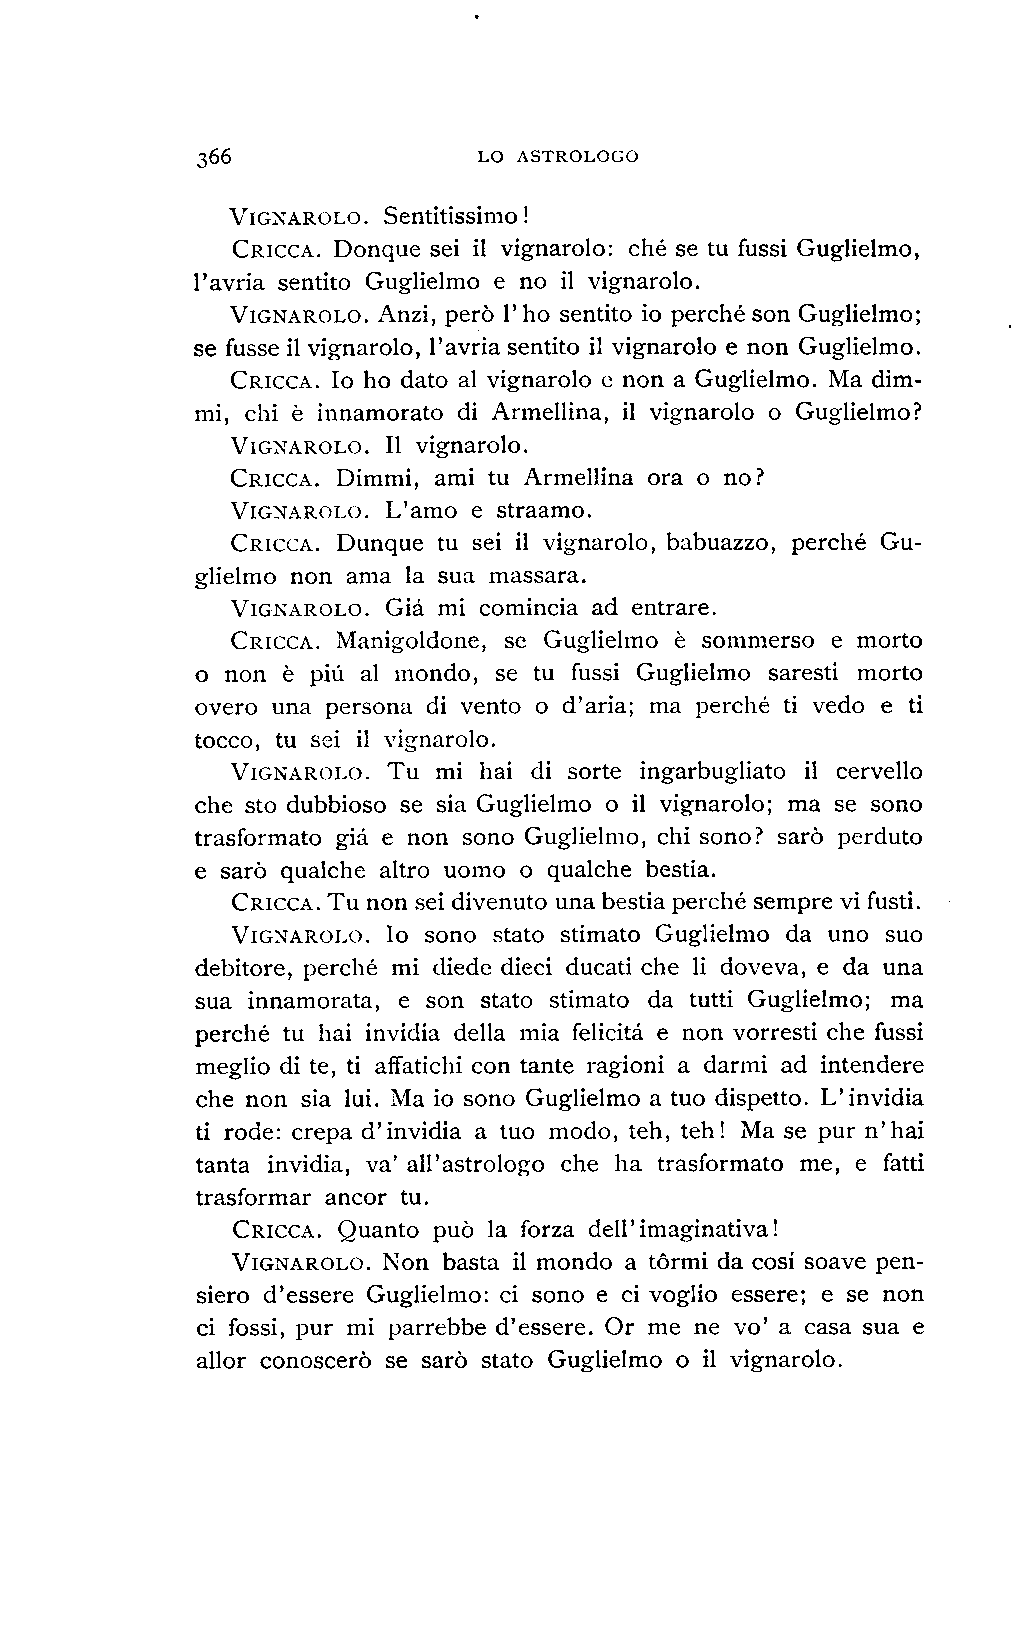 366 LO ASTROLOGO
VIGNAROLO. Sentitissimo!
CRICCA. Donque sei il vignarolo: ché se tu fussi Guglielmo,
l'avria sentito Guglielmo e no il vignarolo.
VIGNAROLO. Anzi, però l'ho sentito io perché son Guglielmo;
se fusse il vignarolo, l'avria sentito il vignarolo e non Guglielmo.
CRICCA. Io ho dato al vignarolo e non a Guglielmo. Ma dim-
mi, chi è innamorato di Armellina, il vignarolo o Guglielmo?
VIGNAROLO. Il vignarolo.
CRICCA. Dimmi, ami tu Armellina ora o no?
VIGNAROLO. L'amo e straamo.
CRICCA. Dunque tu sei il vignarolo, babuazzo, perché Gu-
glielmo non ama la sua massara.
VIGNAROLO. Giá mi comincia ad entrare.
CRICCA. Manigoldone, se Guglielmo è sommerso e morto
o non è piú al mondo, se tu fussi Guglielmo saresti morto
overo una persona di vento o d'aria; ma perché ti vedo e ti
tocco, tu sei il vignarolo.
VIGNAROLO. Tu mi hai di sorte ingarbugliato il cervello
che sto dubbioso se sia Guglielmo o il vignarolo; ma se sono
trasformato giá e non sono Guglielmo, chi sono? sarò perduto
e sarò qualche altro uomo o qualche bestia.
CRICCA. Tu non sei divenuto una bestia perché sempre vi fusti.
VIGNAROLO. Io sono stato stimato Guglielmo da uno suo
debitore, perché mi diede dieci ducati che li doveva, e da una
sua innamorata, e son stato stimato da tutti Guglielmo; ma
perché tu hai invidia della mia felicitá e non vorresti che fussi
meglio di te, ti affatichi con tante ragioni a darmi ad intendere
che non sia lui. Ma io sono Guglielmo a tuo dispetto. L'invidia
ti rode: crepa d'invidia a tuo modo, teh, teh! Ma se pur n'hai
tanta invidia, va' all'astrologo che ha trasformato me, e fatti
trasformar ancor tu.
CRICCA. Quanto può la forza dell'imaginativa!
VIGNAROLO. Non basta il mondo a tôrmi da cosí soave pen-
siero d'essere Guglielmo: ci sono e ci voglio essere; e se non
ci fossi, pur mi parrebbe d'essere. Or me ne vo' a casa sua e
allor conoscerò se sarò stato Guglielmo o il vignarolo.